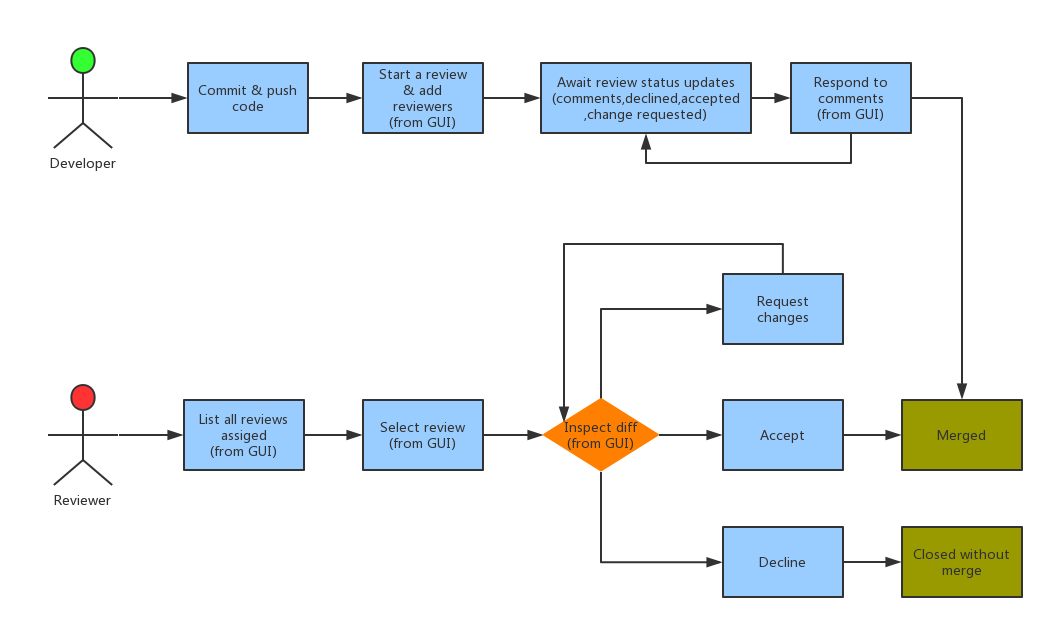 Developer
Commit & push
code
Start a review
& add
reviewers
(from GUI)
Await review status updates
(comments,declined,accepted
,change requested)
Respond to
comments
(from GUI)
Request
changes
Reviewer
List all reviews
assiged
(from GUI)
Select review
(from GUI)
Inspect diff
(from GUI)
Accept
Merged
Decline
Closed without
merge